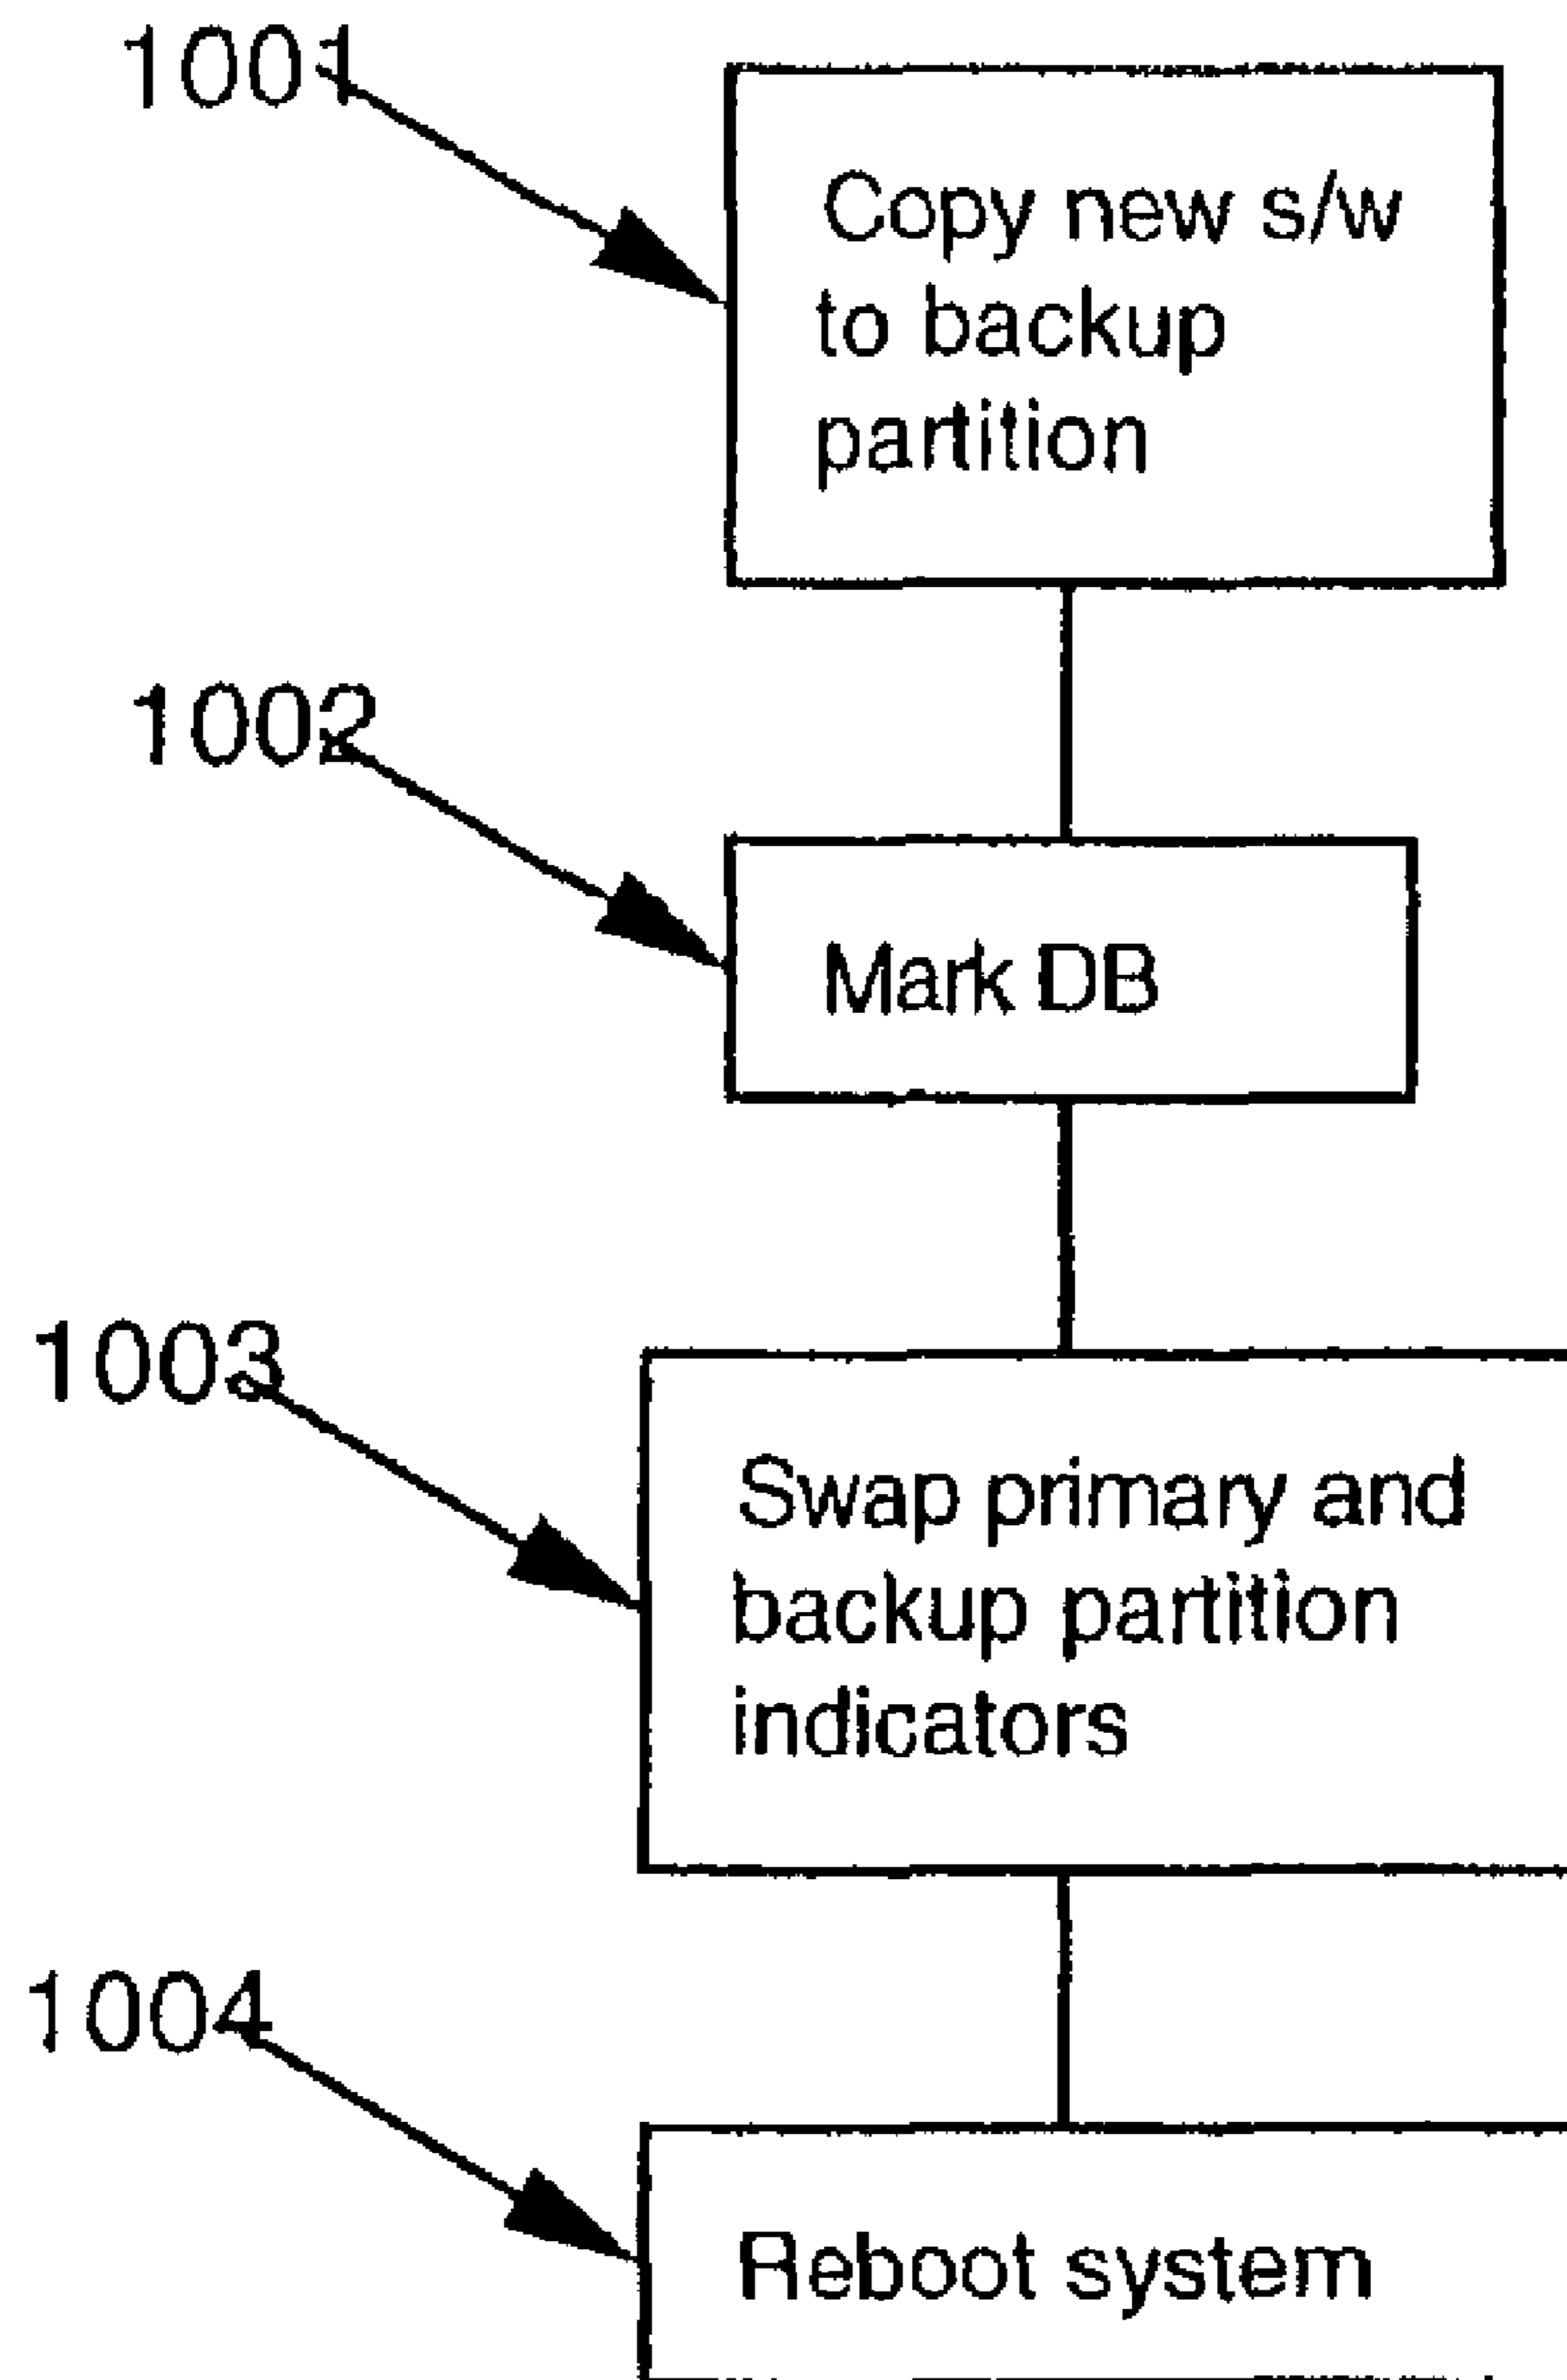 1001
Copy new s/w
to backup
partition
1002
Mark DB
1003
Swap primary and
backup partition
indicators
1004
Reboot system